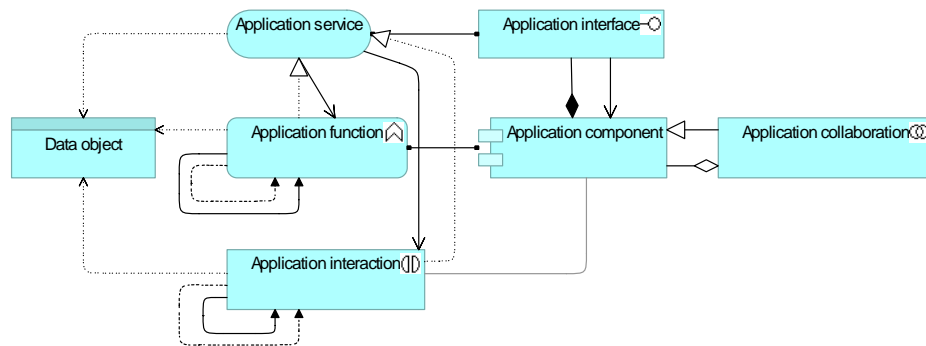 Application service
Application interface
Data object
Application function
Application component
Application collaboration
Application interaction